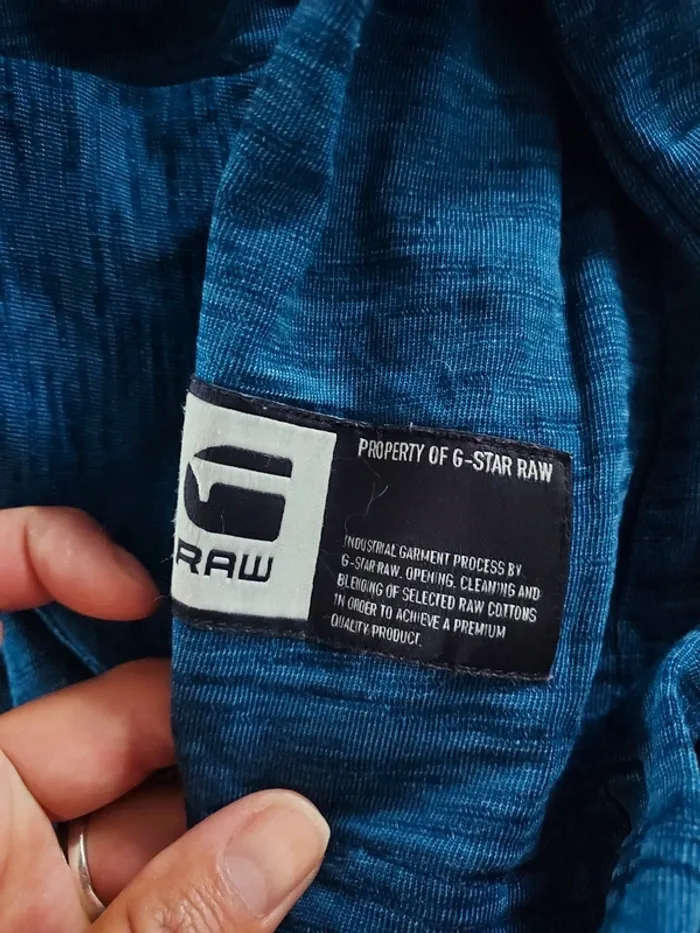 G
RAW
PROPERTY OF G-STAR RAW
INDUSTRIAL GARMENT PROCESS BY
G-STAR RAW. OPENING, CLEANING AND
BLENDING OF SELECTED RAW COTTONS
IN ORDER TO ACHIEVE A PREMIUM
QUALITY PRODUCT.